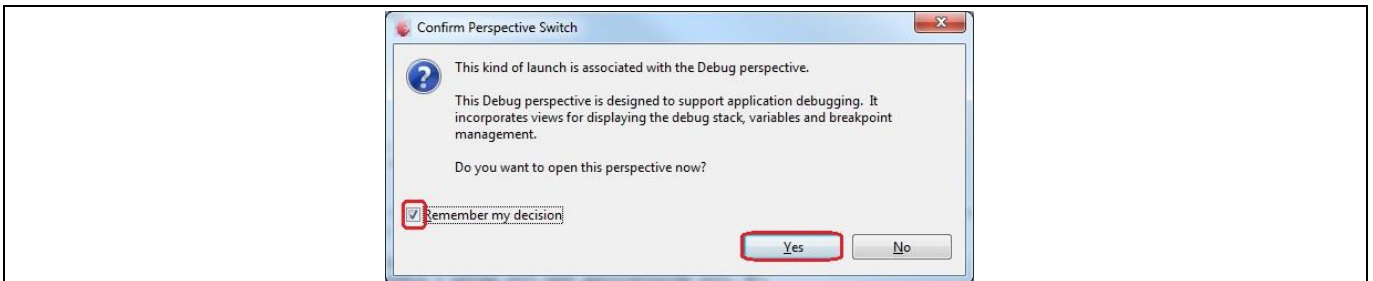 Confirm Perspective Switch
This kind of launch is associated with the Debug perspective.
This Debug perspective is designed to support application debugging. It
incorporates views for displaying the debug stack, variables and breakpoint
management.
Do you want to open this perspective now?
Remember my decision
Yes
No